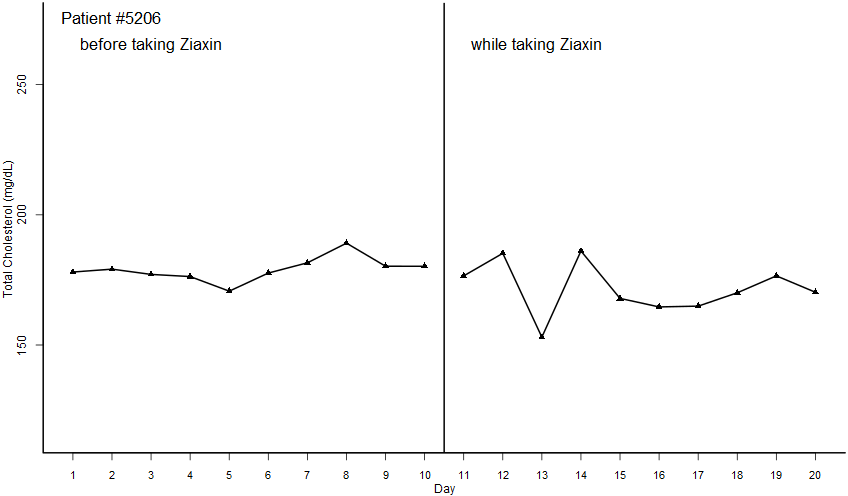 Patient #5206
before taking Ziaxin
while taking Ziaxin
250
200
150
Total Cholesterol (mg/dL)
1 2 3 4 5 6 7 8 9 10 11 12 13 14 15 16 17 18 19 20
Day